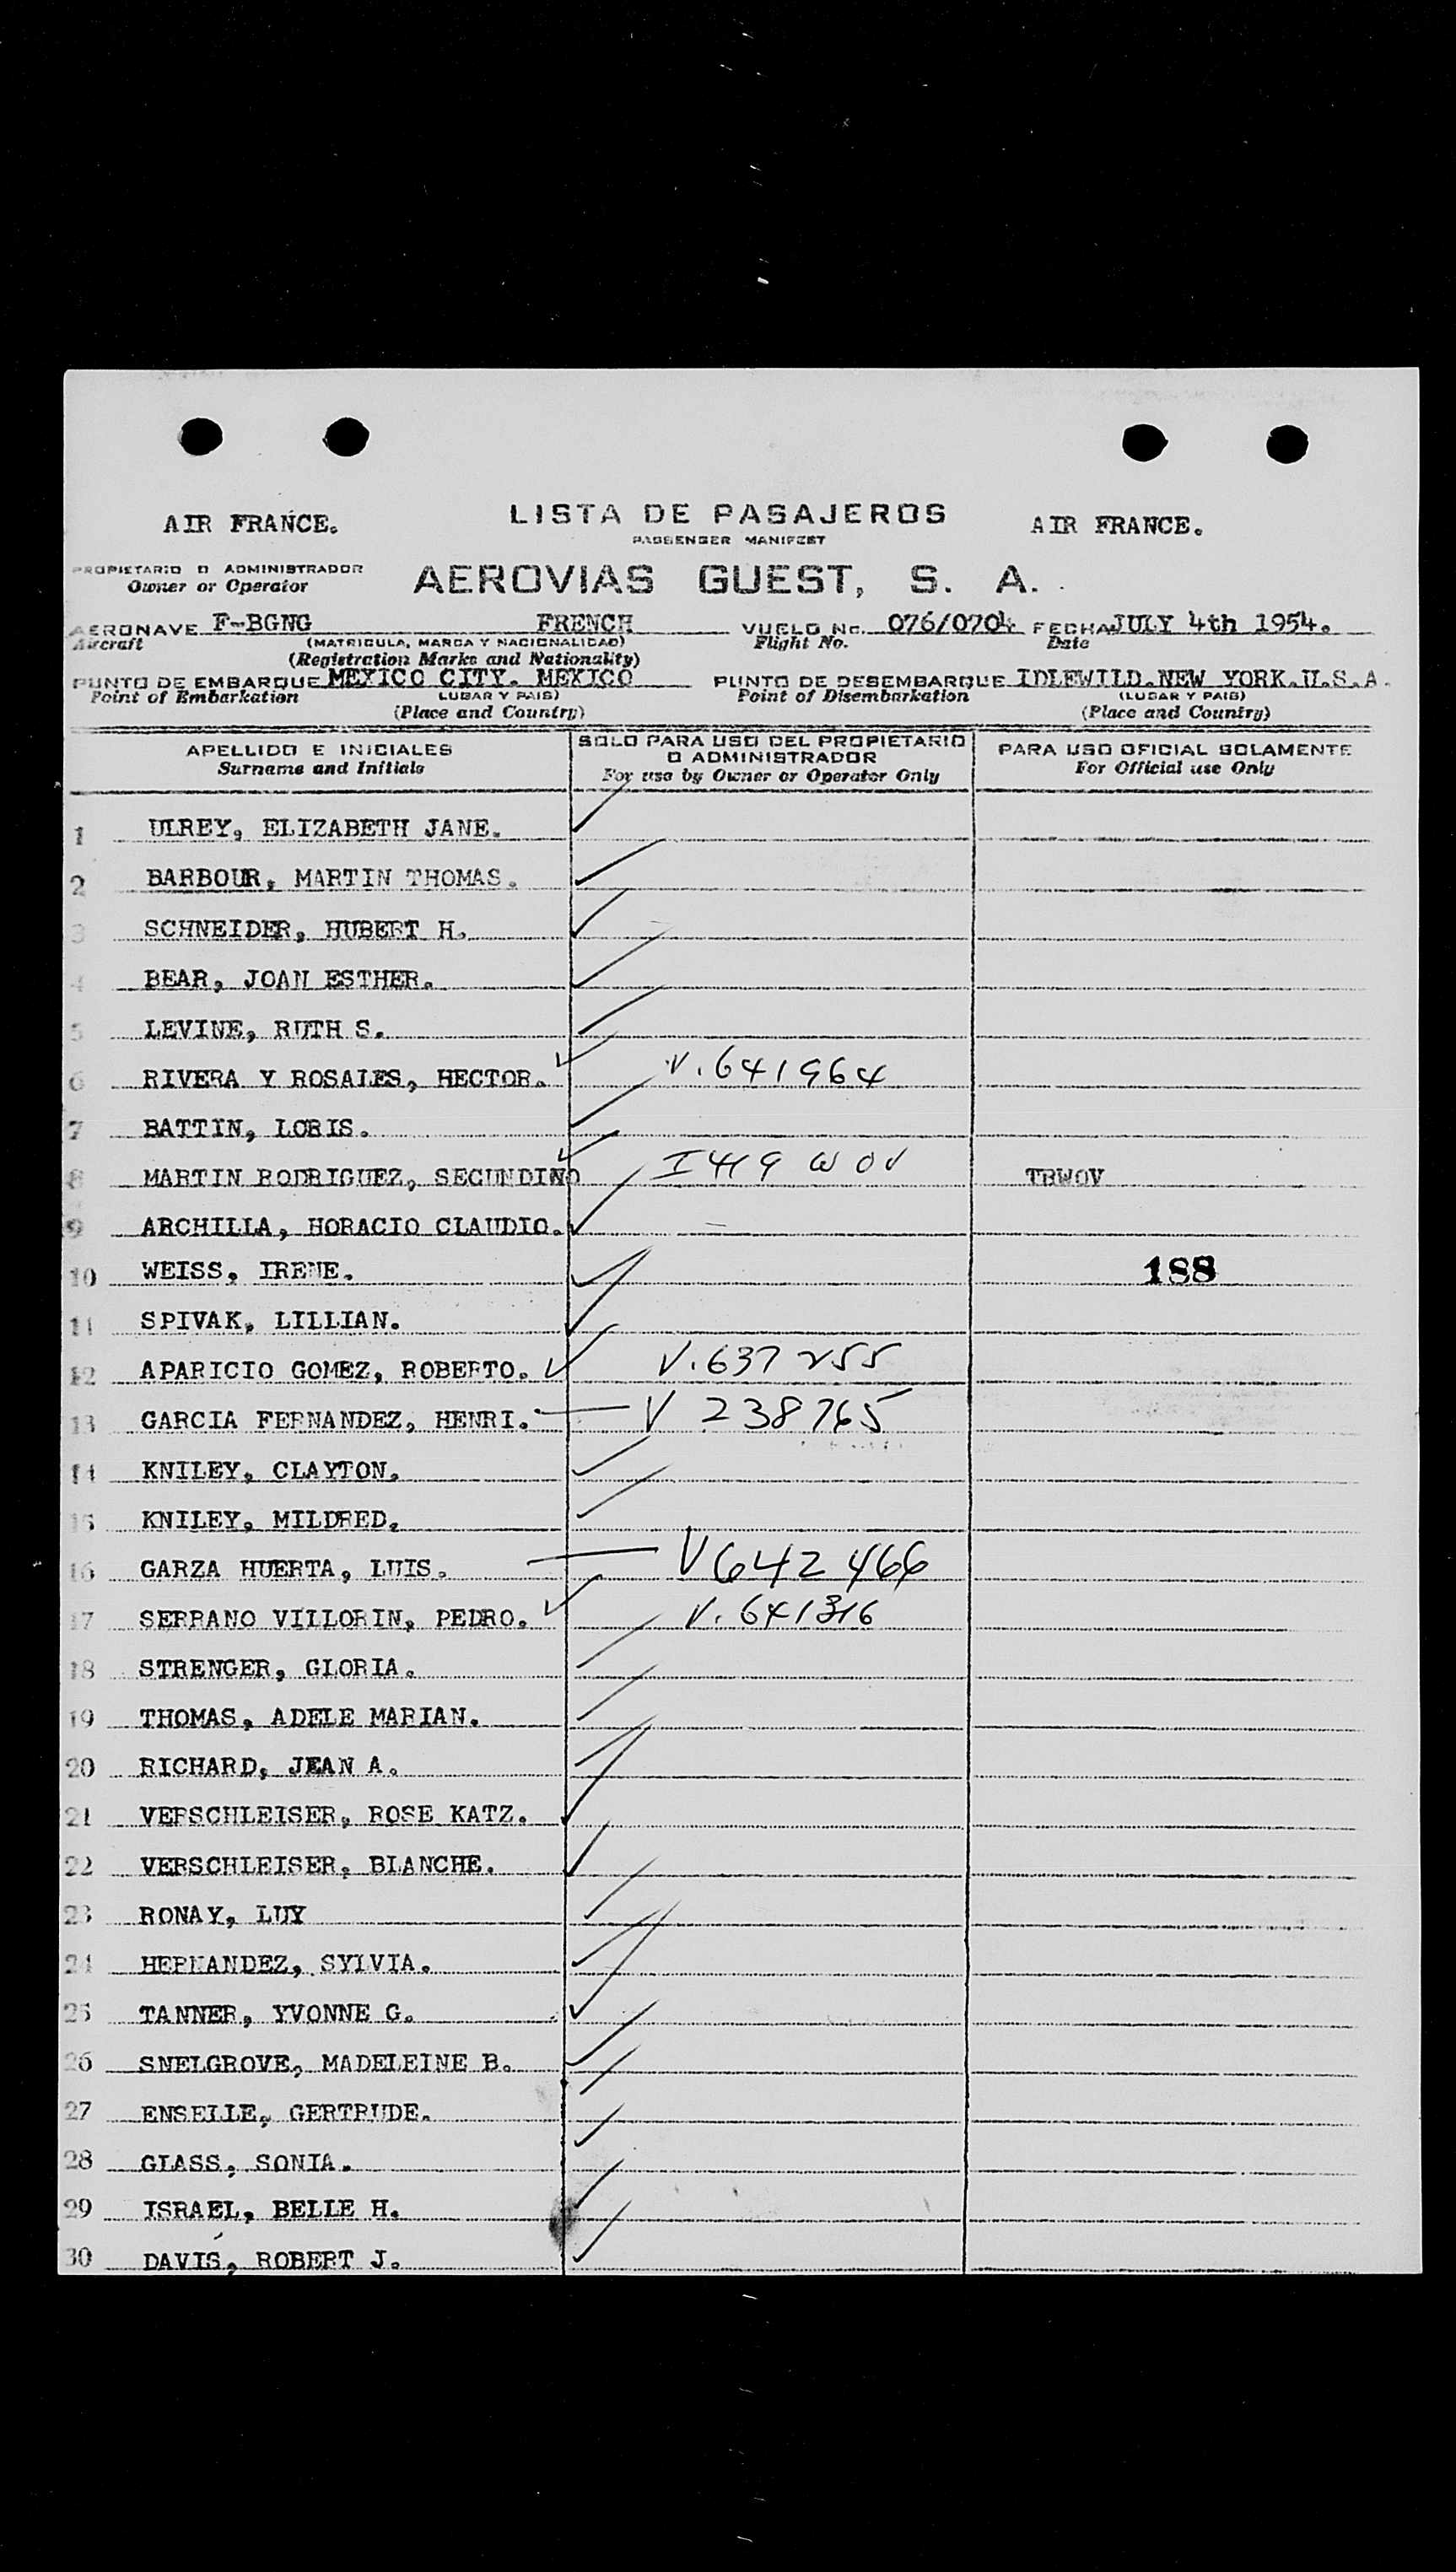 AIR FRANCE.
LISTA DE PASAJEROS
PASSENGER MANIFEST
AIR FRANCE.
PROPIETARIO O ADMINISTRADOR
Owner or Operator
AEROVIAS GUEST, S. A.
AERONAVE F-BGNG FRENCH VUELO No. 076/0704 FECHA JULY 4th 1954.
Aircraft (MATRICULA, MARCA Y NACIONALIDAD) Flight No. Date
(Registration Marks and Nationality)
PUNTO DE EMBARQUE MEXICO CITY. MEXICO PUNTO DE DESEMBARQUE IDLEWILD.NEW YORK.U.S.A.
Point of Embarkation LUGAR Y PAIS) Point of Disembarkation (LUGAR Y PAIS)
(Place and Country) (Place and Country)
APELLIDO E INICIALES
Surname and Initials
SOLO PARA USO DEL PROPIETARIO
O ADMINISTRADOR
For use by Owner or Operator Only
PARA USO OFICIAL SOLAMENTE
For Official use Only
1 ULREY, ELIZABETH JANE.
2 BARBOUR, MARTIN THOMAS.
3 SCHNEIDER, HUBERT H.
4 BEAR, JOAN ESTHER.
5 LEVINE, RUTH S.
6 RIVERA Y ROSALES, HECTOR. V.641964
7 BATTIN, LORIS.
8 MARTIN RODRIGUEZ, SECUNDINO I 419 W O V TRWOV
9 ARCHILLA, HORACIO CLAUDIO.
10 WEISS, IRENE. 188
11 SPIVAK, LILLIAN.
12 APARICIO GOMEZ, ROBERTO. V.637255
13 GARCIA FERNANDEZ, HENRI. V 238765
14 KNILEY, CLAYTON.
15 KNILEY, MILDRED.
16 GARZA HUERTA, LUIS. V642466
17 SERRANO VILLORIN, PEDRO. V.641316
18 STRENGER, GLORIA.
19 THOMAS, ADELE MARIAN.
20 RICHARD, JEAN A.
21 VERSCHLEISER, ROSE KATZ.
22 VERSCHLEISER, BLANCHE.
23 RONAY, LUY
24 HERNANDEZ, SYLVIA.
25 TANNER, YVONNE G.
26 SNELGROVE, MADELEINE B.
27 ENSELLE, GERTRUDE.
28 GLASS, SONIA.
29 ISRAEL, BELLE H.
30 DAVIS, ROBERT J.